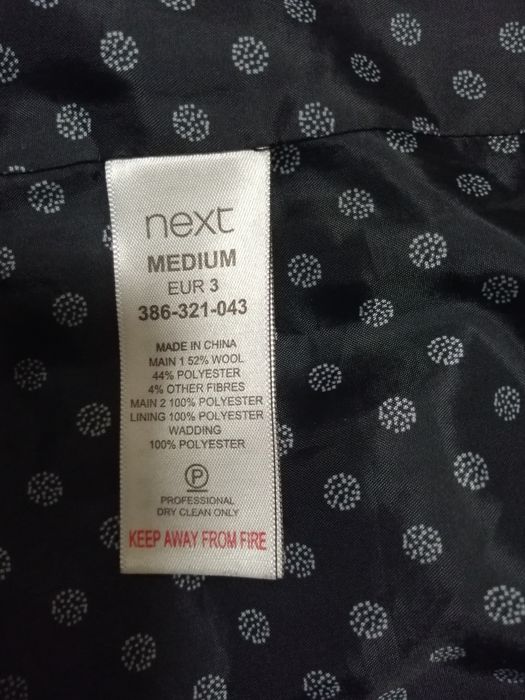 next
MEDIUM
EUR 3
386-321-043
MADE IN CHINA
MAIN 1 52% WOOL
44% POLYESTER
4% OTHER FIBRES
MAIN 2 100% POLYESTER
LINING 100% POLYESTER
WADDING
100% POLYESTER
P
PROFESSIONAL
DRY CLEAN ONLY
KEEP AWAY FROM FIRE